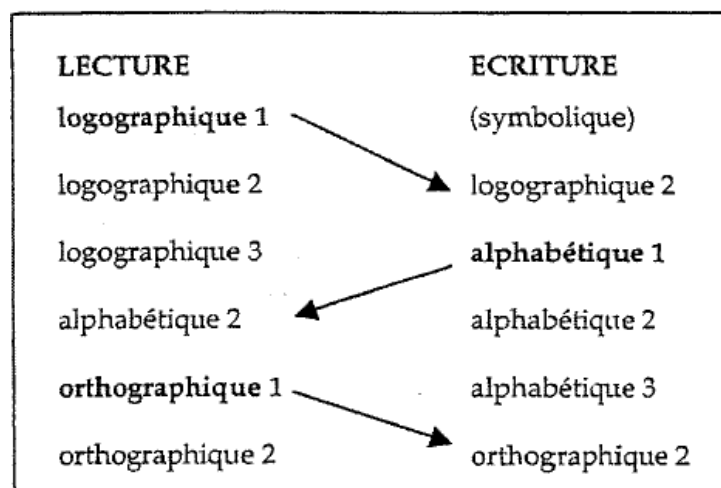 LECTURE ECRITURE
logographique 1 (symbolique)
logographique 2 logographique 2
logographique 3 alphabétique 1
alphabétique 2 alphabétique 2
orthographique 1 alphabétique 3
orthographique 2 orthographique 2